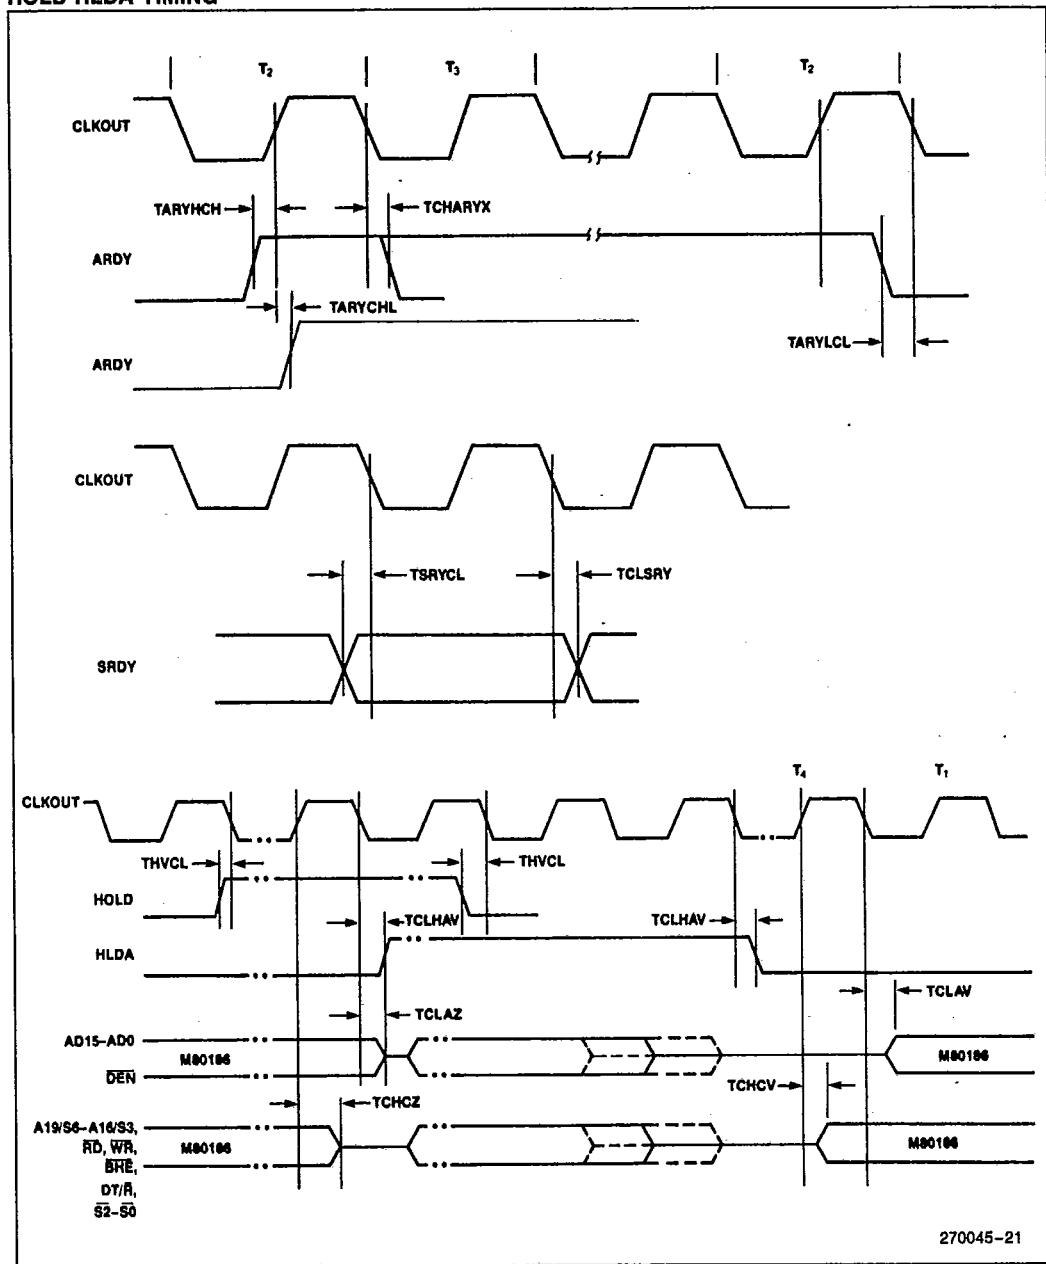 HOLD-HLDA TIMING
T2 T3 T2
CLKOUT
TARYHCH TCHARYX
ARDY
TARYCHL
TARYLCL
ARDY
CLKOUT
TSRYCL TCLSRY
SRDY
T4 T1
CLKOUT
THVCL THVCL
HOLD
TCLHAV TCLHAV
HLDA
TCLAV
TCLAZ
AD15–AD0
M80186 M80186
DEN
TCHCV
TCHCZ
A19/S6–A16/S3,
RD, WR, M80186 M80186
BHE,
DT/R,
S2–S0
270045–21